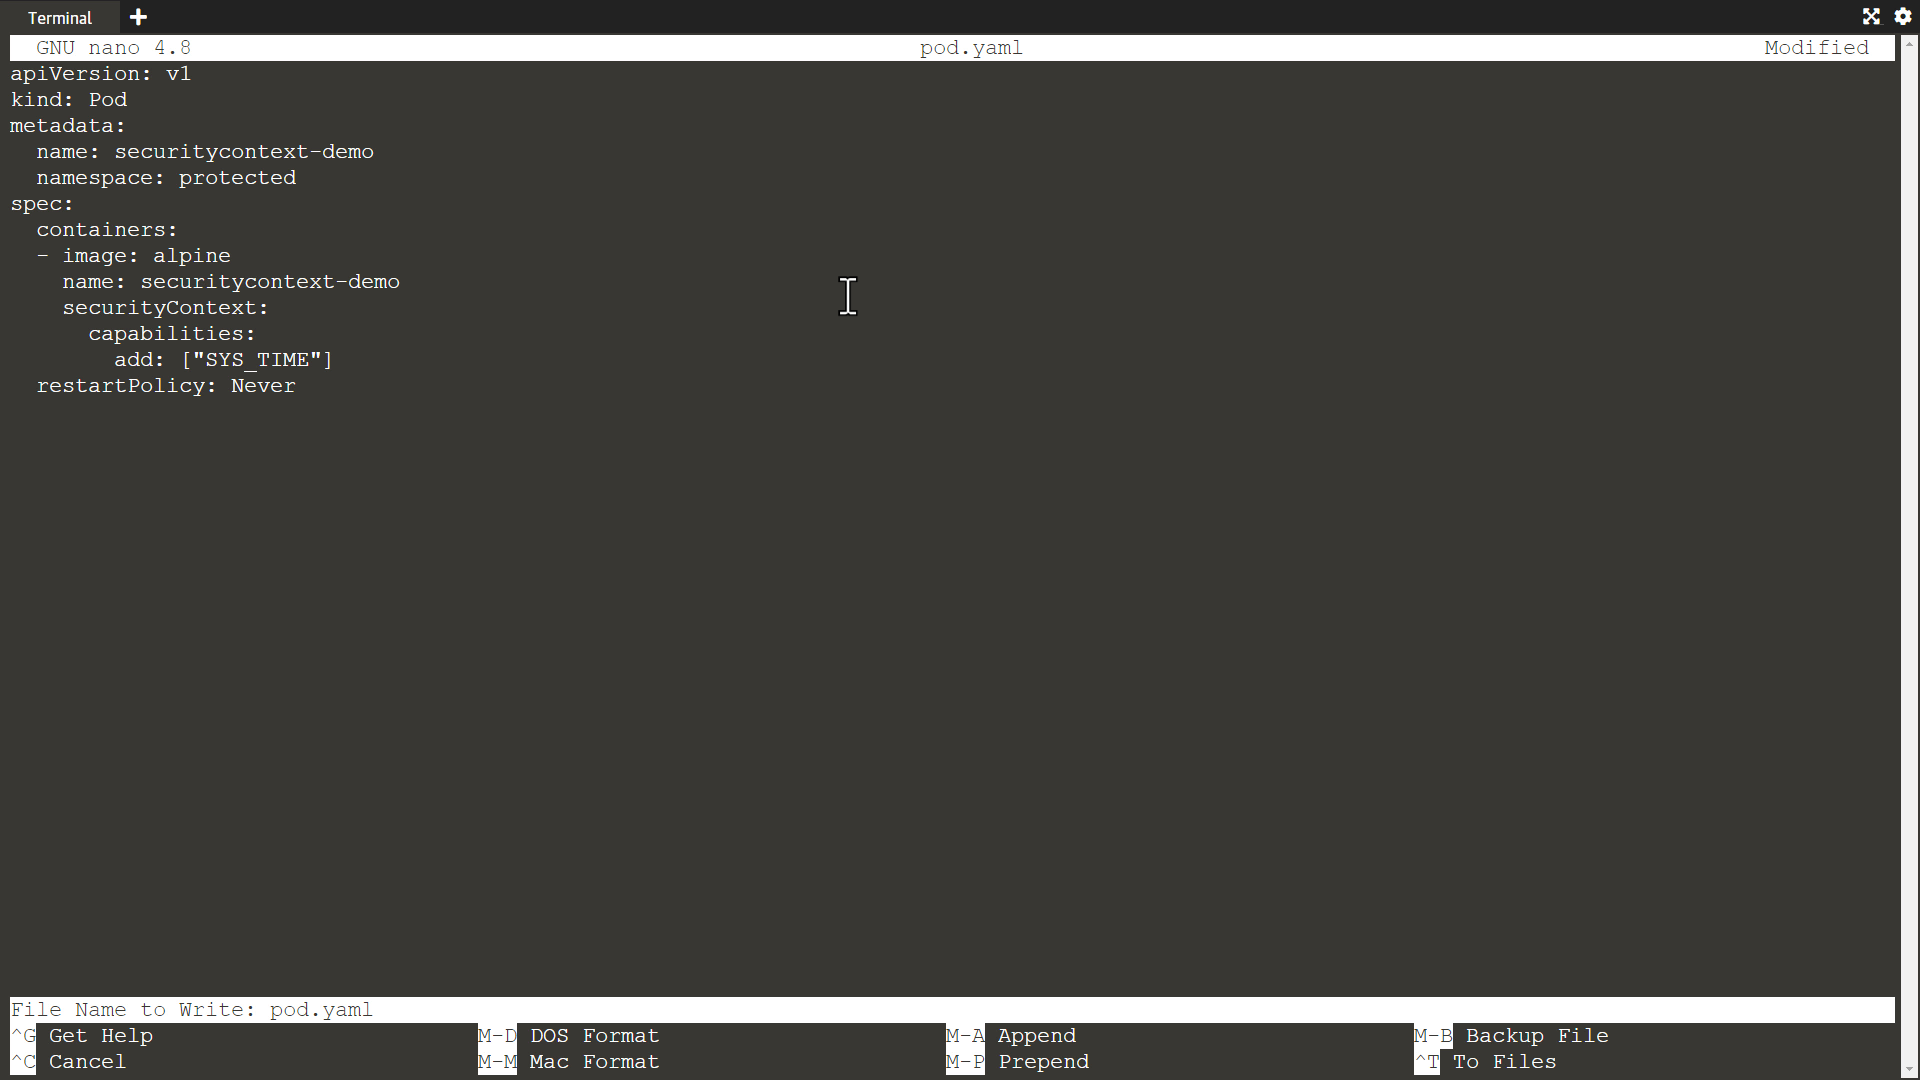 Terminal
GNU nano 4.8 pod.yaml Modified
apiVersion: v1
kind: Pod
metadata:
  name: securitycontext-demo
  namespace: protected
spec:
  containers:
  - image: alpine
    name: securitycontext-demo
    securityContext:
      capabilities:
        add: ["SYS_TIME"]
  restartPolicy: Never
File Name to Write: pod.yaml
^G Get Help M-D DOS Format M-A Append M-B Backup File
^C Cancel M-M Mac Format M-P Prepend ^T To Files